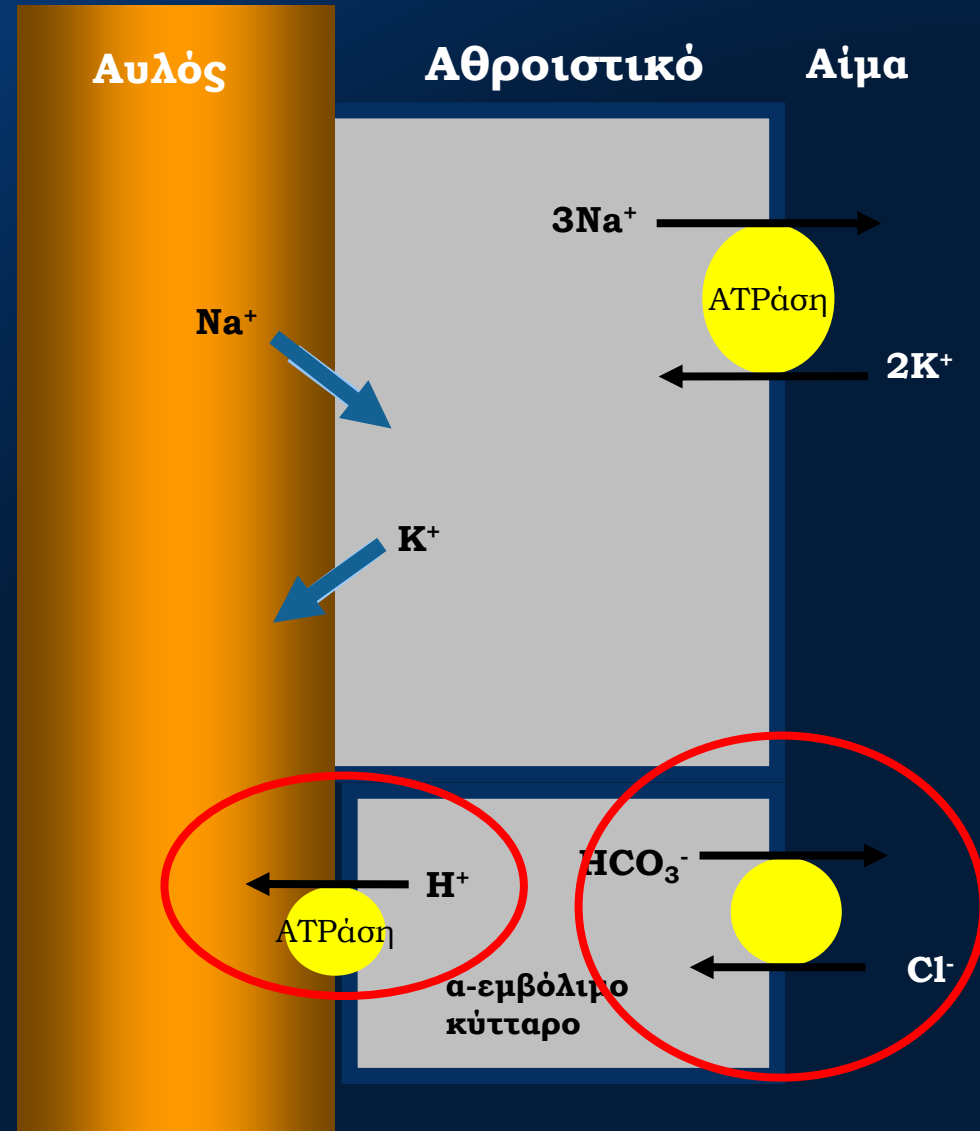 Αυλός
Αθροιστικό
Αίμα
3Na⁺
ATPάση
Na⁺
2K⁺
K⁺
HCO₃⁻
H⁺
ATPάση
Cl⁻
α-εμβόλιμο
κύτταρο